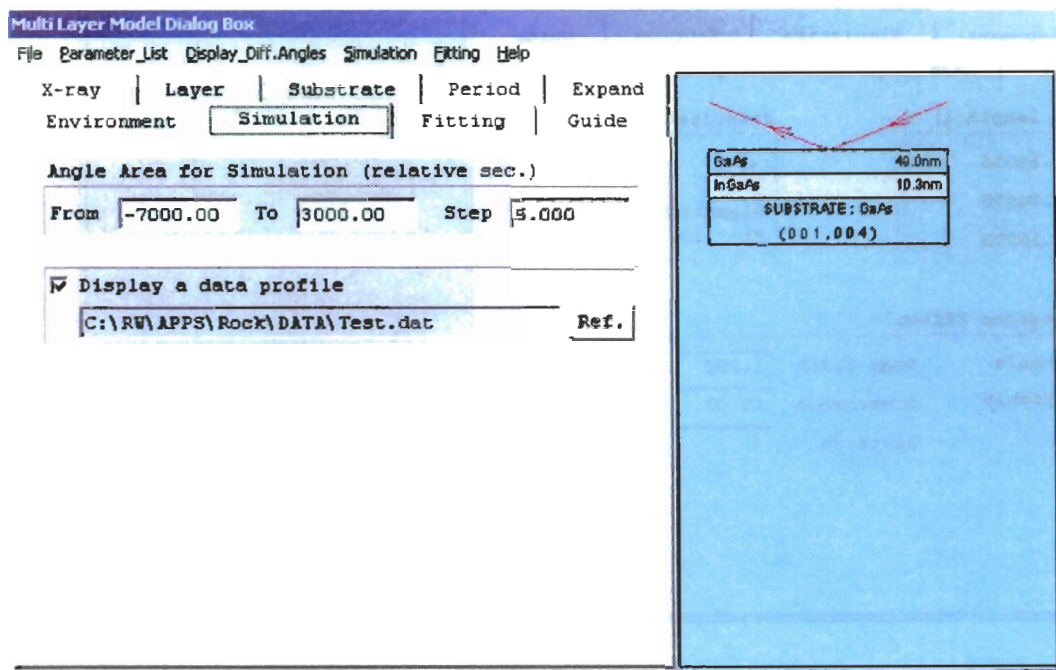 Multi Layer Model Dialog Box
File Parameter_List Display_Diff.Angles Simulation Fitting Help
X-ray Layer Substrate Period Expand
Environment Simulation Fitting Guide
Angle Area for Simulation (relative sec.)
From -7000.00 To 3000.00 Step 5.000
Display a data profile
C:\RW\APPS\Rock\DATA\Test.dat Ref.
GaAs 40.0nm
InGaAs 10.3nm
SUBSTRATE: GaAs
(001,004)